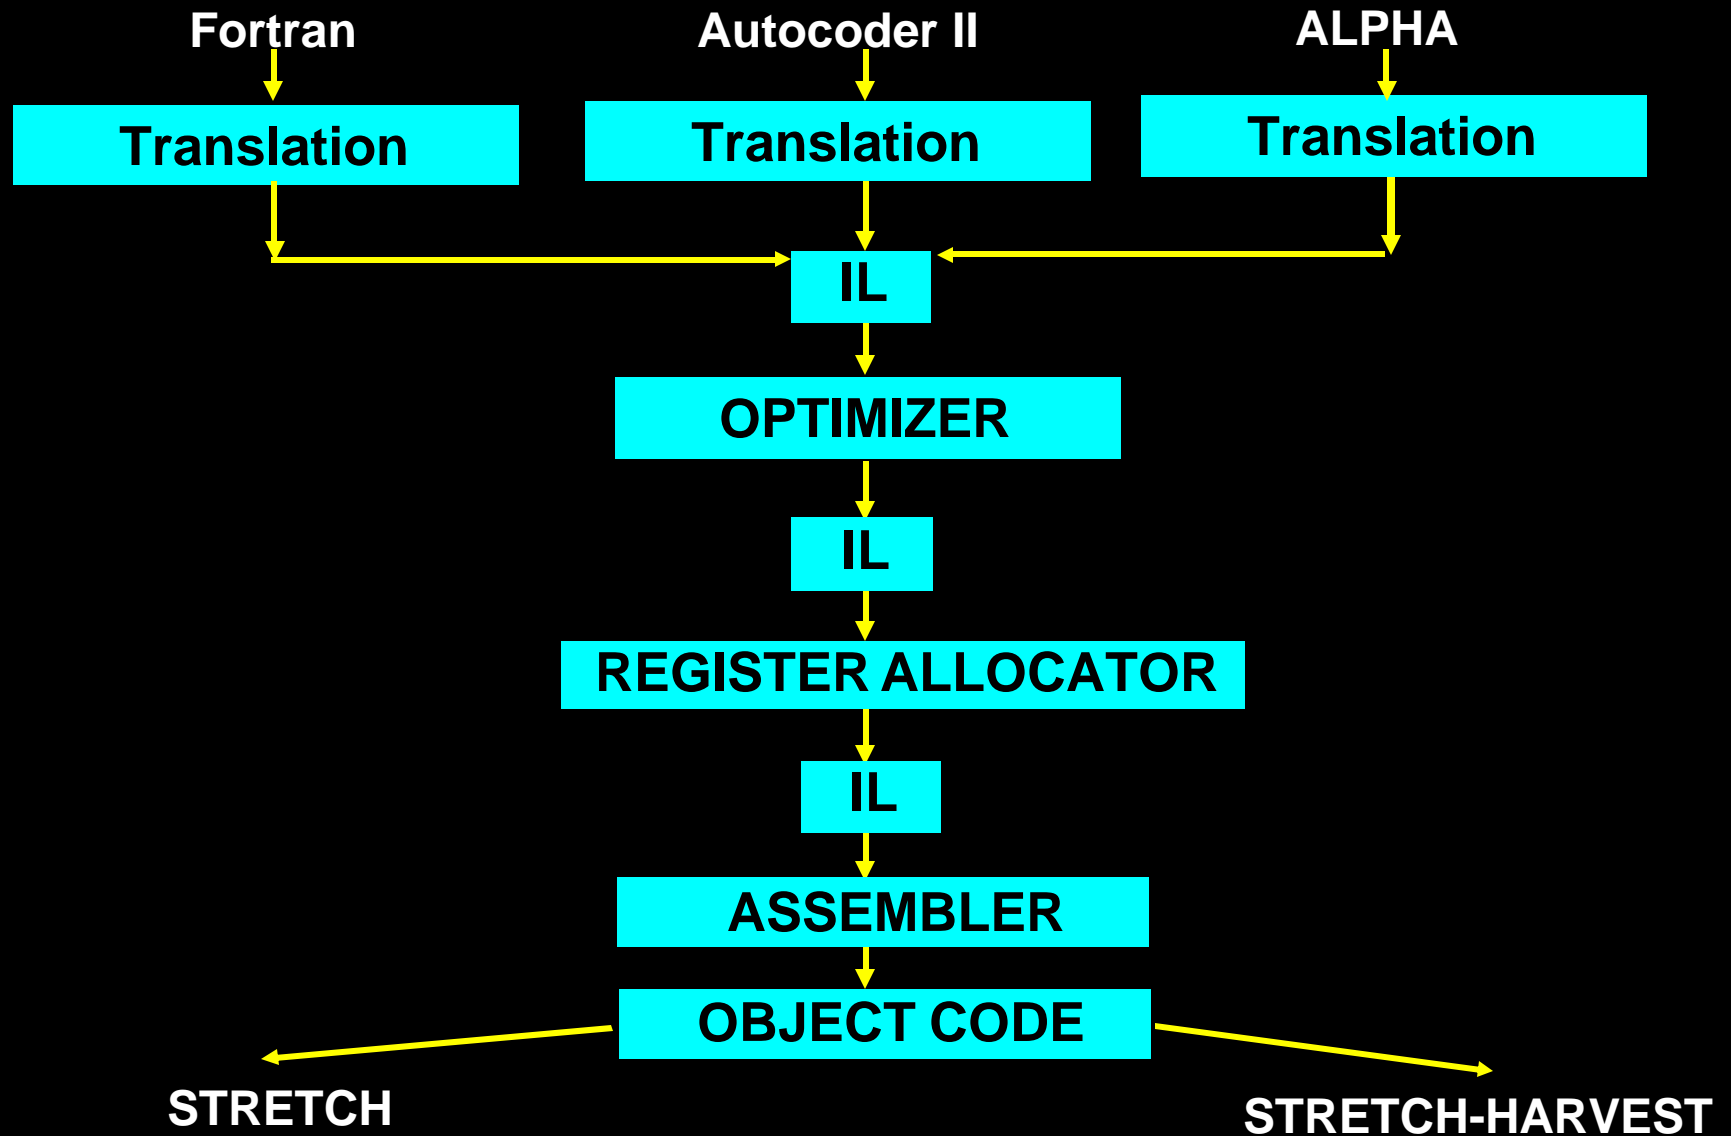 Fortran
Autocoder II
ALPHA
Translation
Translation
Translation
IL
OPTIMIZER
IL
REGISTER ALLOCATOR
IL
ASSEMBLER
OBJECT CODE
STRETCH
STRETCH-HARVEST